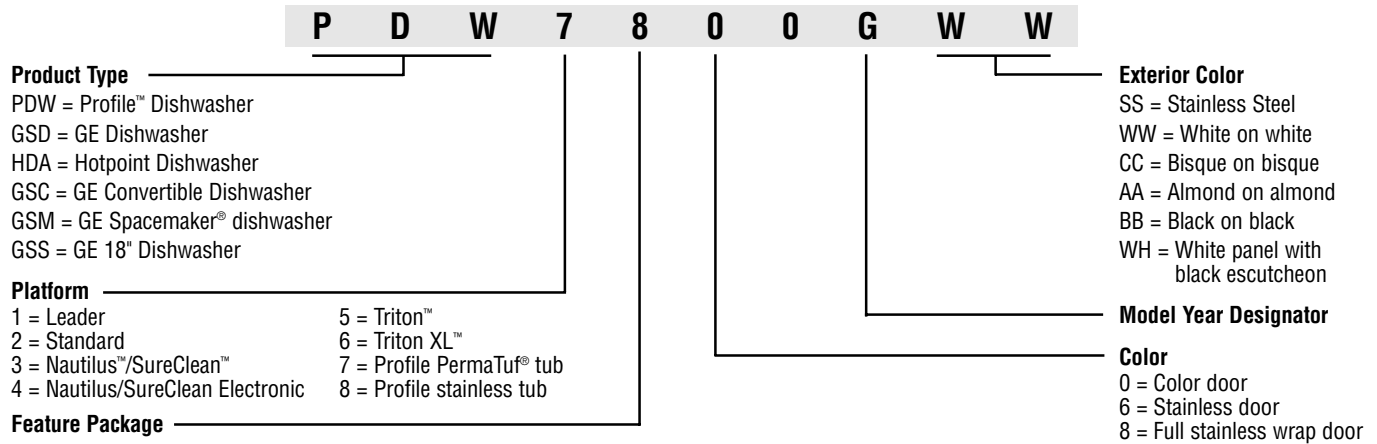 P D W 7 8 0 0 G W W
Product Type
PDW = Profile™ Dishwasher
GSD = GE Dishwasher
HDA = Hotpoint Dishwasher
GSC = GE Convertible Dishwasher
GSM = GE Spacemaker® dishwasher
GSS = GE 18" Dishwasher
Platform
1 = Leader
2 = Standard
3 = Nautilus™/SureClean™
4 = Nautilus/SureClean Electronic
5 = Triton™
6 = Triton XL™
7 = Profile PermaTuf® tub
8 = Profile stainless tub
Feature Package
Exterior Color
SS = Stainless Steel
WW = White on white
CC = Bisque on bisque
AA = Almond on almond
BB = Black on black
WH = White panel with
black escutcheon
Model Year Designator
Color
0 = Color door
6 = Stainless door
8 = Full stainless wrap door